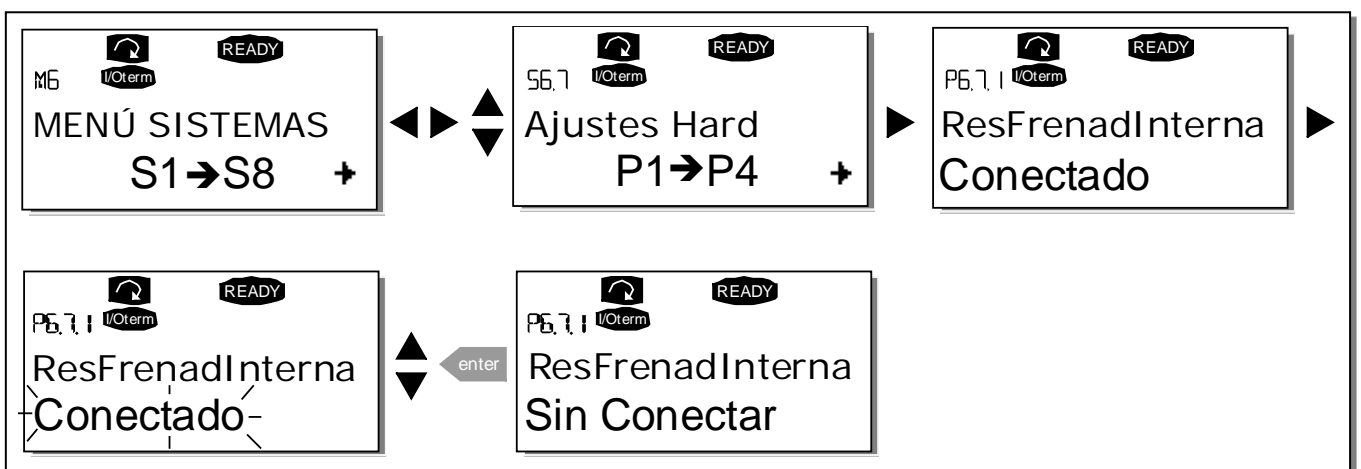 READY
M6 I/Oterm
MENÚ SISTEMAS
S1➔S8
READY
S6.7 I/Oterm
Ajustes Hard
P1➔P4
READY
P6.7.1 I/Oterm
ResFrenadInterna
Conectado
READY
P6.7.1 I/Oterm
ResFrenadInterna
Conectado
enter
READY
P6.7.1 I/Oterm
ResFrenadInterna
Sin Conectar